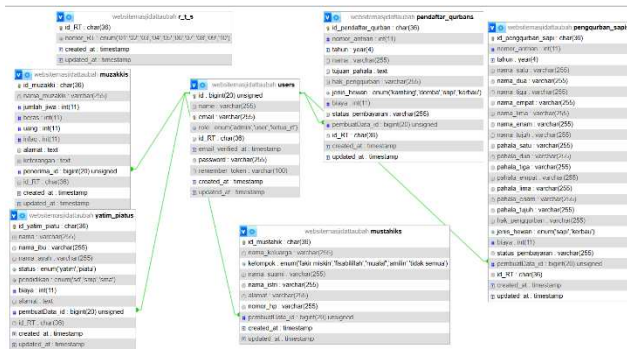 websitemasjidattaubah r_t_s
id_RT : char(36)
nomor_RT : enum('01','02','03','04','05','06','07','08','09','10')
created_at : timestamp
updated_at : timestamp
websitemasjidattaubah muzakkis
id_muzakki : char(36)
nama_muzakki : varchar(255)
jumlah_jiwa : int(11)
beras : int(11)
uang : int(11)
infaq : int(11)
alamat : text
keterangan : text
penerima_id : bigint(20) unsigned
id_RT : char(36)
created_at : timestamp
updated_at : timestamp
websitemasjidattaubah yatim_piatus
id_yatim_piatu : char(36)
nama : varchar(255)
nama_ibu : varchar(255)
nama_ayah : varchar(255)
status : enum('yatim','piatu')
pendidikan : enum('sd','smp','sma')
biaya : int(11)
alamat : text
pembuatData_id : bigint(20) unsigned
id_RT : char(36)
created_at : timestamp
updated_at : timestamp
websitemasjidattaubah users
id : bigint(20) unsigned
name : varchar(255)
email : varchar(255)
role : enum('admin','user','ketua_rt')
id_RT : char(36)
email_verified_at : timestamp
password : varchar(255)
remember_token : varchar(100)
created_at : timestamp
updated_at : timestamp
websitemasjidattaubah mustahiks
id_mustahik : char(36)
nama_keluarga : varchar(255)
kelompok : enum('fakir miskin','fisabilillah','mualaf','amilin','tidak semua')
nama_suami : varchar(255)
nama_istri : varchar(255)
alamat : varchar(255)
nomor_hp : varchar(255)
pembuatData_id : bigint(20) unsigned
created_at : timestamp
updated_at : timestamp
websitemasjidattaubah pendaftar_qurbans
id_pendaftar_qurban : char(36)
nomor_antrian : int(11)
tahun : year(4)
nama : varchar(255)
tujuan_pahala : text
hak_pengqurban : text
jenis_hewan : enum('kambing','domba','sapi','kerbau')
biaya : int(11)
status_pembayaran : varchar(255)
pembuatData_id : bigint(20) unsigned
id_RT : char(36)
created_at : timestamp
updated_at : timestamp
websitemasjidattaubah pengqurban_sapis
id_pengqurban_sapi : char(36)
nomor_antrian : int(11)
tahun : year(4)
nama_satu : varchar(255)
nama_dua : varchar(255)
nama_tiga : varchar(255)
nama_empat : varchar(255)
nama_lima : varchar(255)
nama_enam : varchar(255)
nama_tujuh : varchar(255)
pahala_satu : varchar(255)
pahala_dua : varchar(255)
pahala_tiga : varchar(255)
pahala_empat : varchar(255)
pahala_lima : varchar(255)
pahala_enam : varchar(255)
pahala_tujuh : varchar(255)
hak_pengqurban : varchar(255)
jenis_hewan : enum('sapi','kerbau')
biaya : int(11)
status_pembayaran : varchar(255)
pembuatData_id : bigint(20) unsigned
id_RT : char(36)
created_at : timestamp
updated_at : timestamp